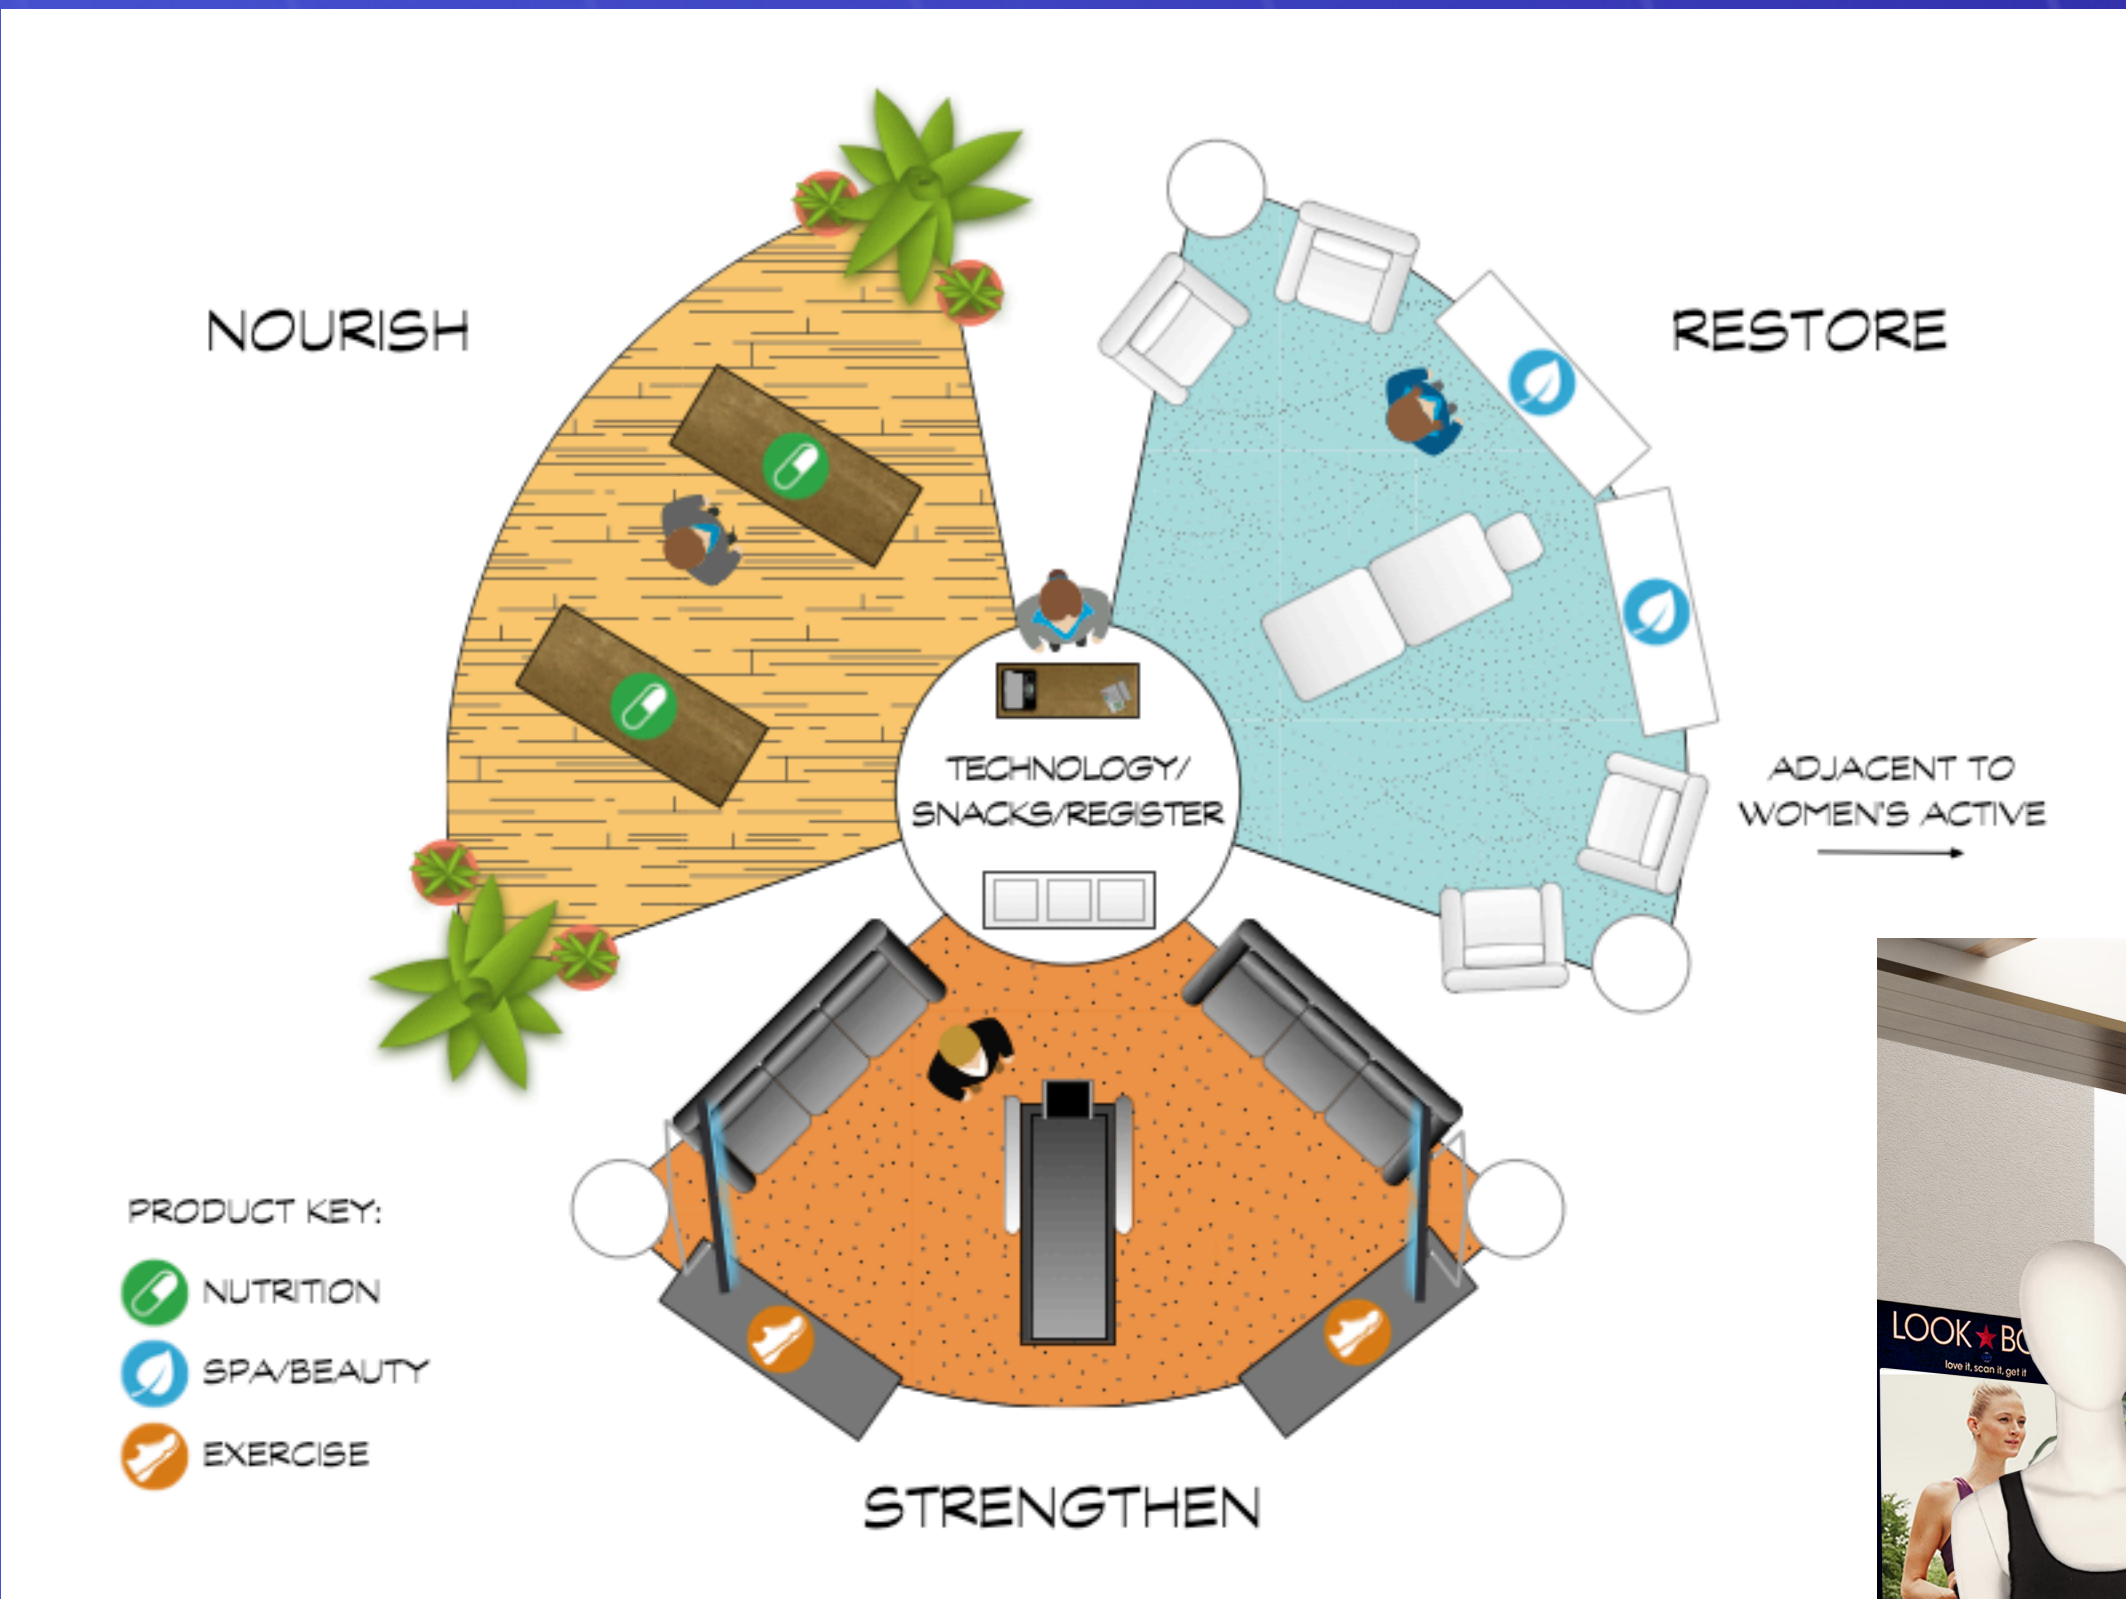 NOURISH
RESTORE
TECHNOLOGY/
SNACKS/REGISTER
ADJACENT TO
WOMEN'S ACTIVE
PRODUCT KEY:
NUTRITION
SPA/BEAUTY
EXERCISE
STRENGTHEN
LOOK
love it, scan it, get it